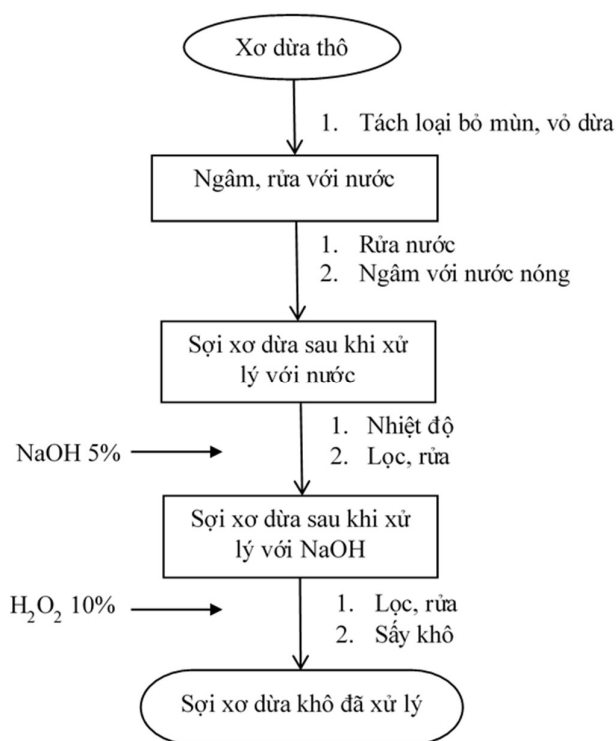 Xơ dừa thô
1. Tách loại bỏ mùn, vỏ dừa
Ngâm, rửa với nước
1. Rửa nước
2. Ngâm với nước nóng
Sợi xơ dừa sau khi xử
lý với nước
1. Nhiệt độ
NaOH 5%
2. Lọc, rửa
Sợi xơ dừa sau khi xử
lý với NaOH
H₂O₂ 10%
1. Lọc, rửa
2. Sấy khô
Sợi xơ dừa khô đã xử lý